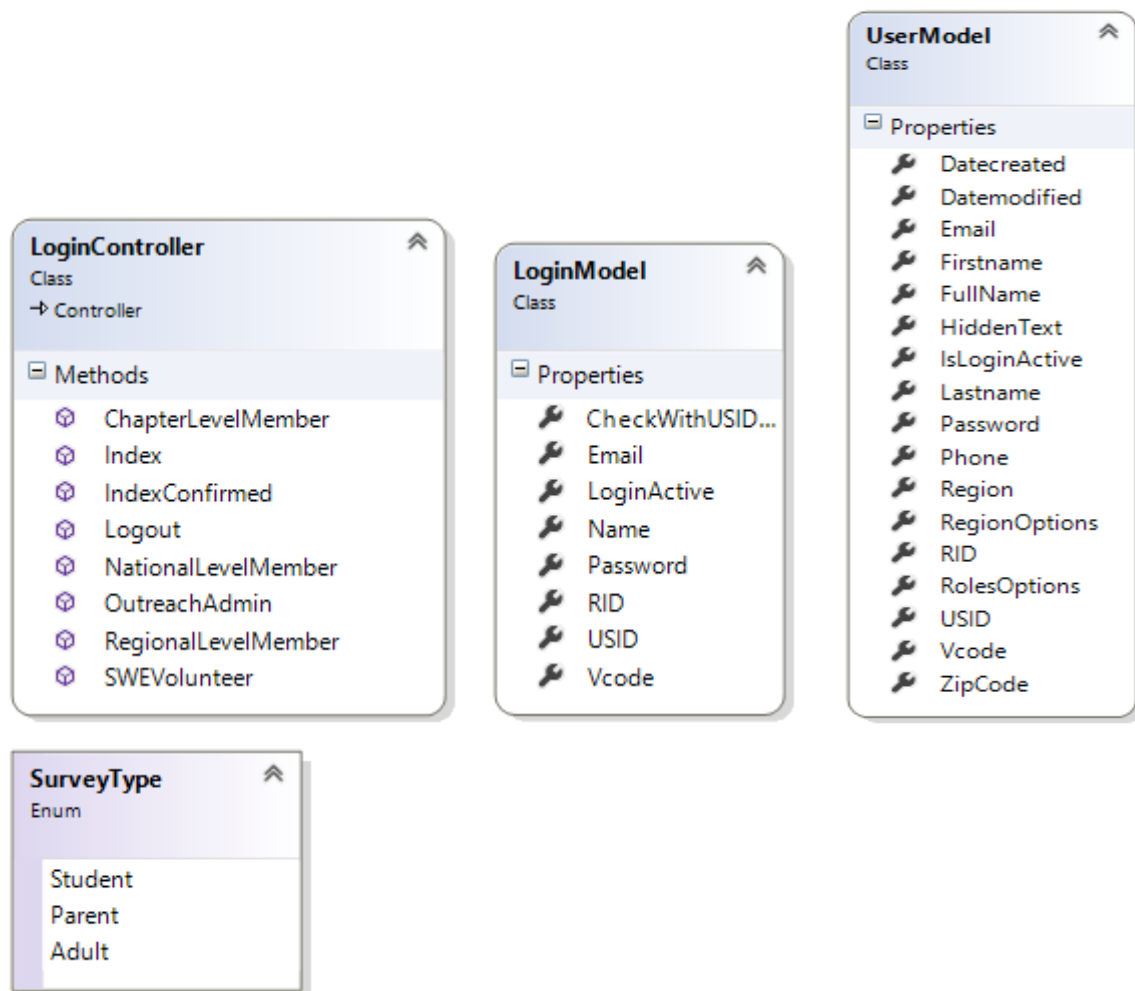 LoginController
Class
Controller
Methods
ChapterLevelMember
Index
IndexConfirmed
Logout
NationalLevelMember
OutreachAdmin
RegionalLevelMember
SWEVolunteer
LoginModel
Class
Properties
CheckWithUSID...
Email
LoginActive
Name
Password
RID
USID
Vcode
UserModel
Class
Properties
Datecreated
Datemodified
Email
Firstname
FullName
HiddenText
IsLoginActive
Lastname
Password
Phone
Region
RegionOptions
RID
RolesOptions
USID
Vcode
ZipCode
SurveyType
Enum
Student
Parent
Adult